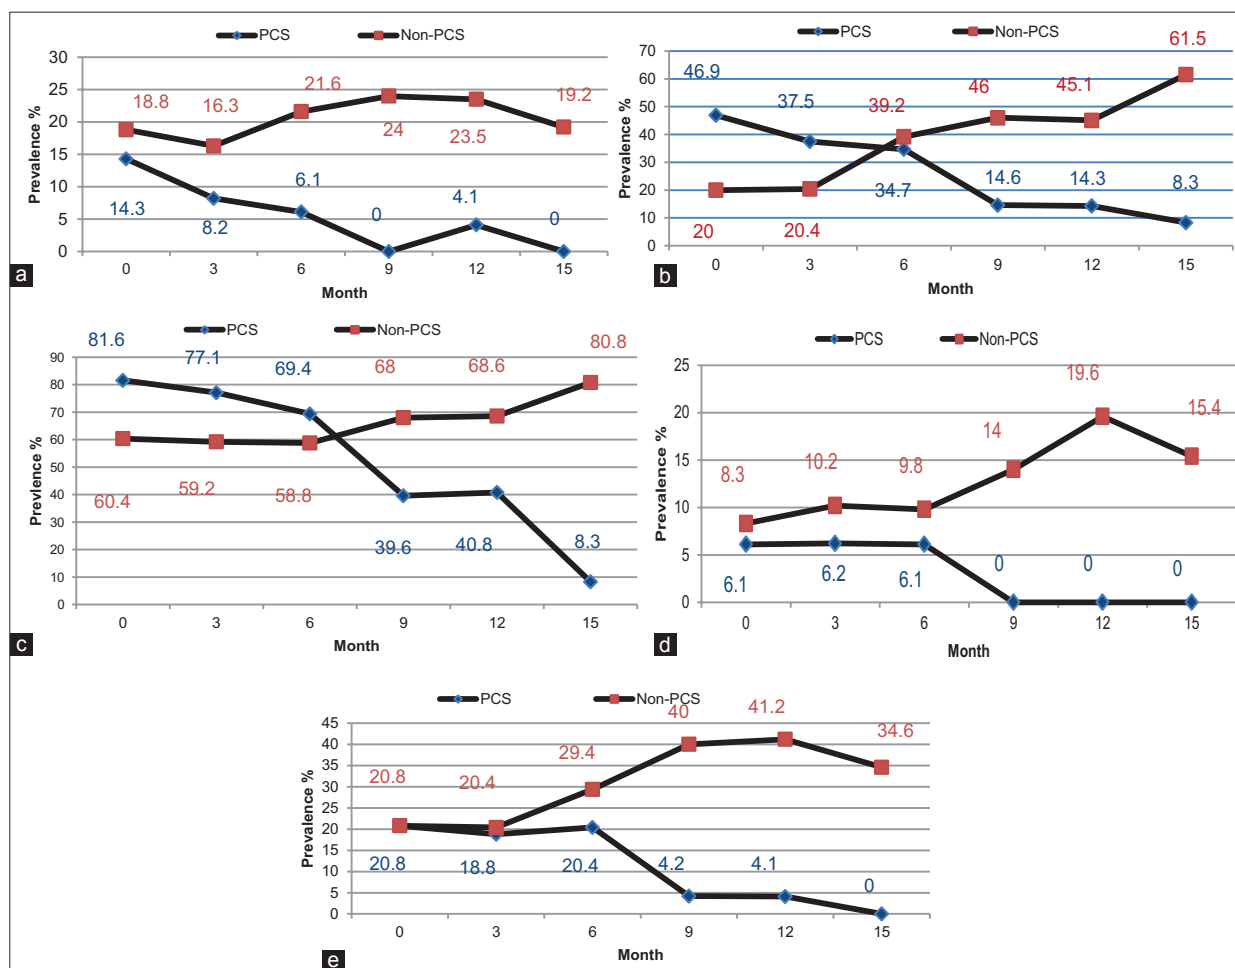 PCS Non-PCS
30
25
20
15
10
5
0
Prevalence %
18.8 16.3 21.6 24 23.5 19.2
14.3 8.2 6.1 0 4.1 0
0 3 6 9 12 15
Month
a
PCS Non-PCS
70
60
50
40
30
20
10
0
Prevalence %
46.9 37.5 34.7 14.6 14.3 8.3
20 20.4 39.2 46 45.1 61.5
0 3 6 9 12 15
Month
b
PCS Non-PCS
90
80
70
60
50
40
30
20
10
0
Prevlence %
81.6 77.1 69.4 39.6 40.8 8.3
60.4 59.2 58.8 68 68.6 80.8
0 3 6 9 12 15
Month
c
PCS Non-PCS
25
20
15
10
5
0
Prevalence %
8.3 10.2 9.8 14 19.6 15.4
6.1 6.2 6.1 0 0 0
0 3 6 9 12 15
Month
d
PCS Non-PCS
45
40
35
30
25
20
15
10
5
0
Prevalence %
20.8 20.4 29.4 40 41.2 34.6
20.8 18.8 20.4 4.2 4.1 0
0 3 6 9 12 15
Month
e